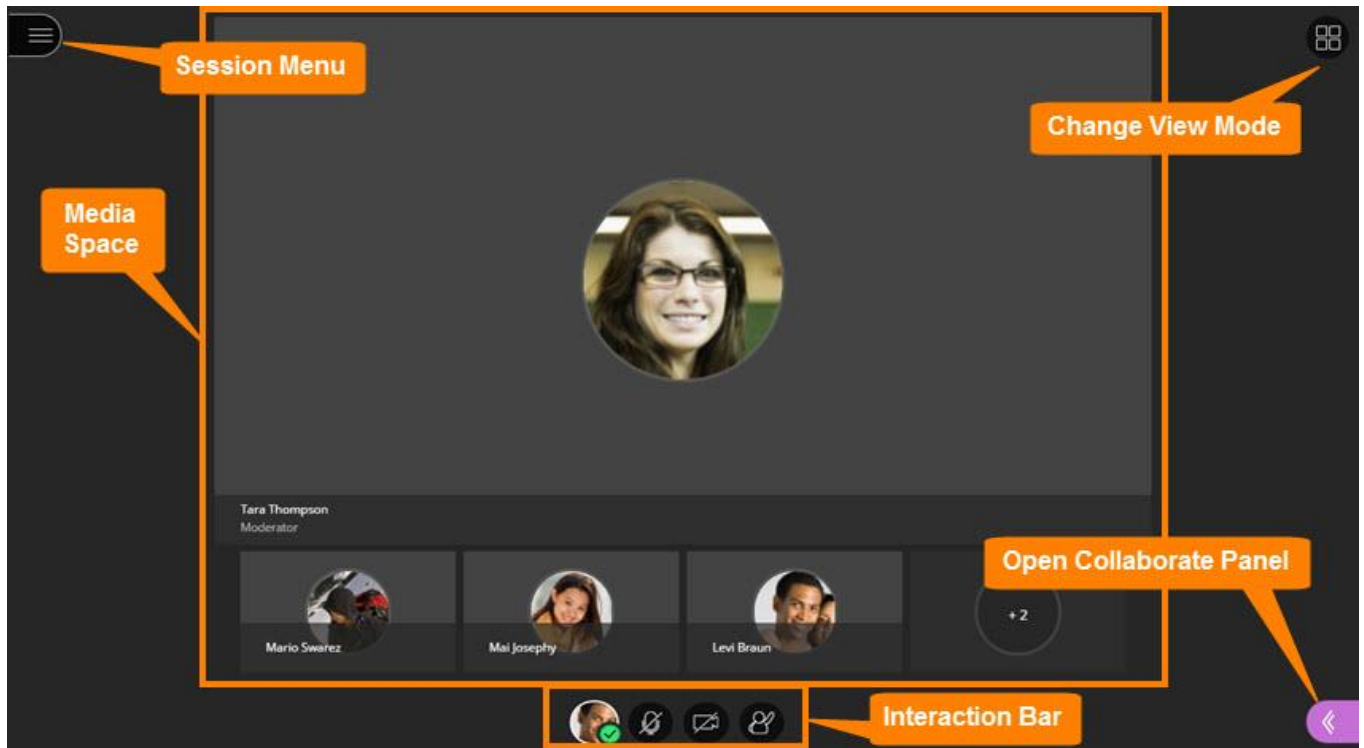 Session Menu
Change View Mode
Media
Space
Tara Thompson
Moderator
Open Collaborate Panel
+2
Mario Swarez
Mai Josephy
Levi Braun
Interaction Bar